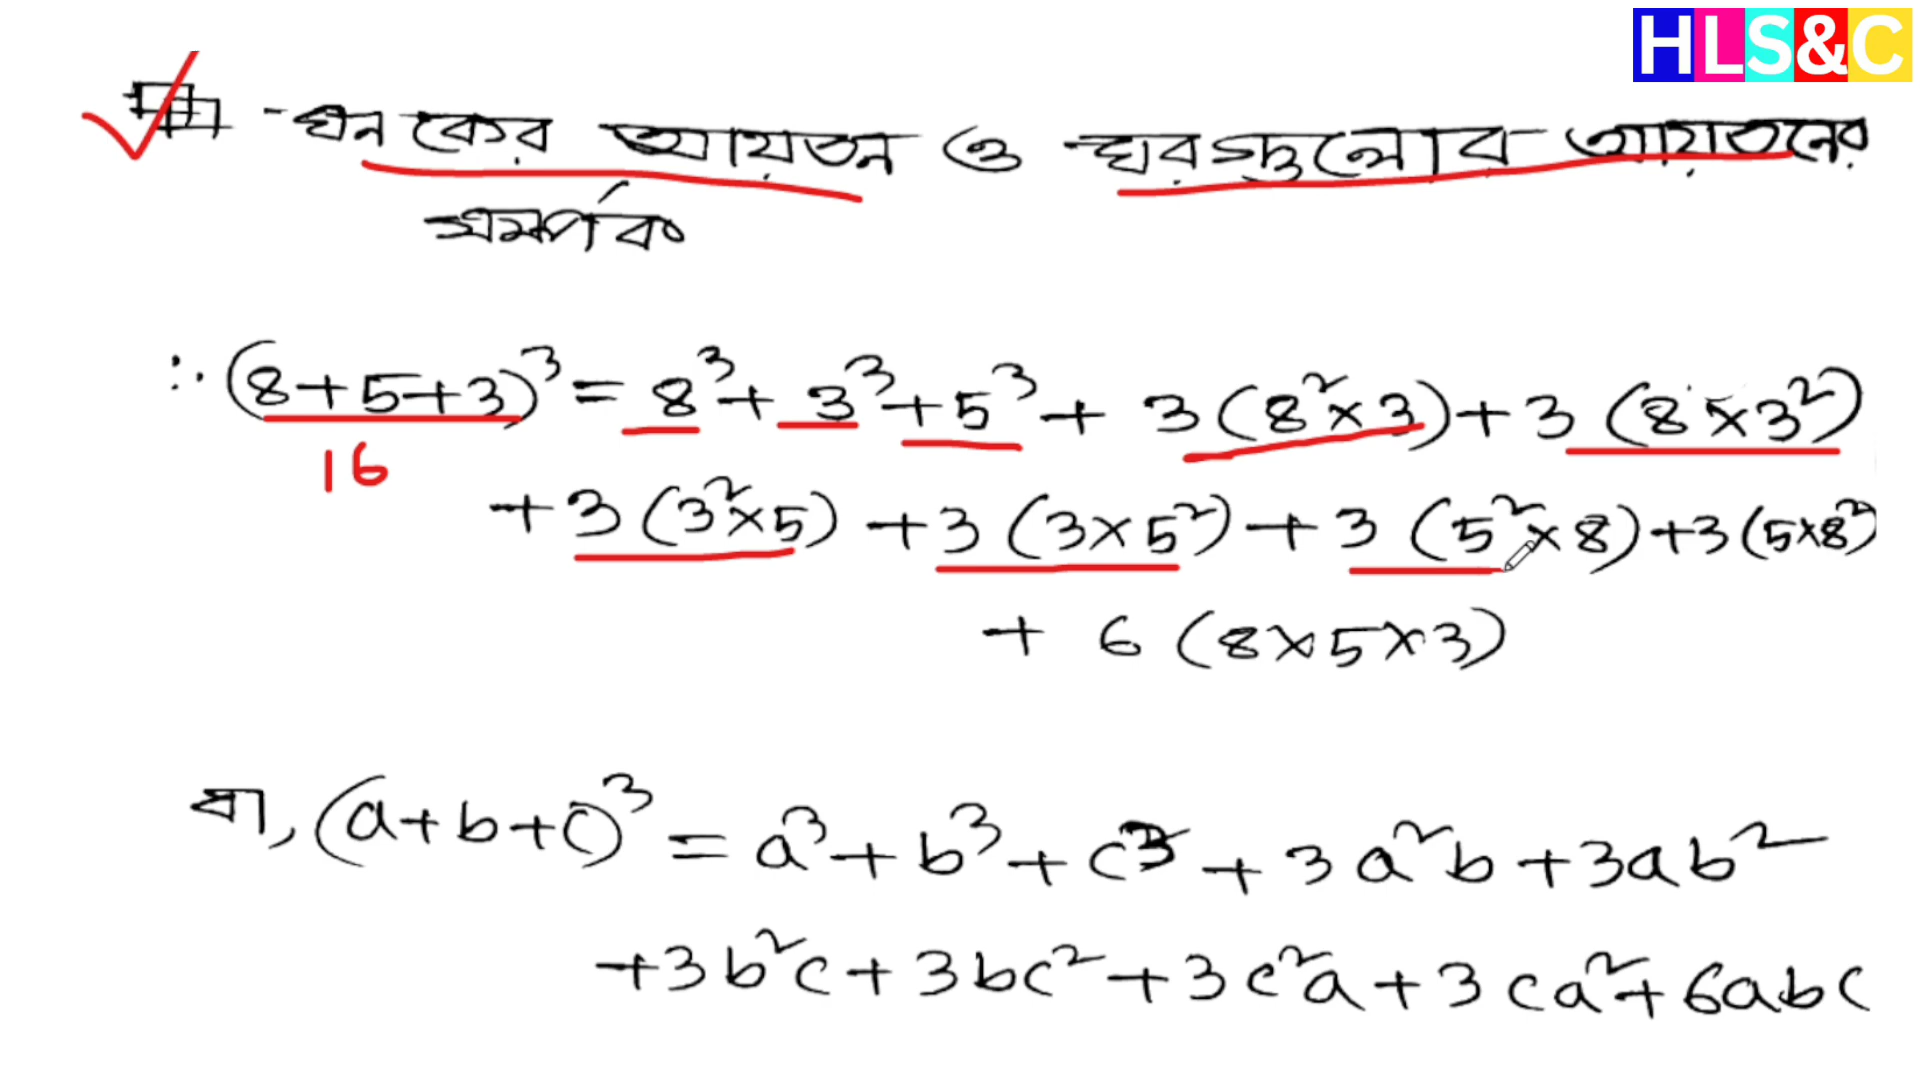 HLS&C
ঘনকের আয়তন ও ঘরগুলোর আয়তনের
সম্পর্ক
∴ (8+5+3)³ = 8³ + 3³ + 5³ + 3 (8²×3) + 3 (8×3²)
16
+ 3 (3²×5) + 3 (3×5²) + 3 (5²×8) + 3 (5×8²)
+ 6 (8×5×3)
বা, (a+b+c)³ = a³ + b³ + c³ + 3a²b + 3ab²
+3b²c + 3bc² + 3c²a + 3ca² + 6abc